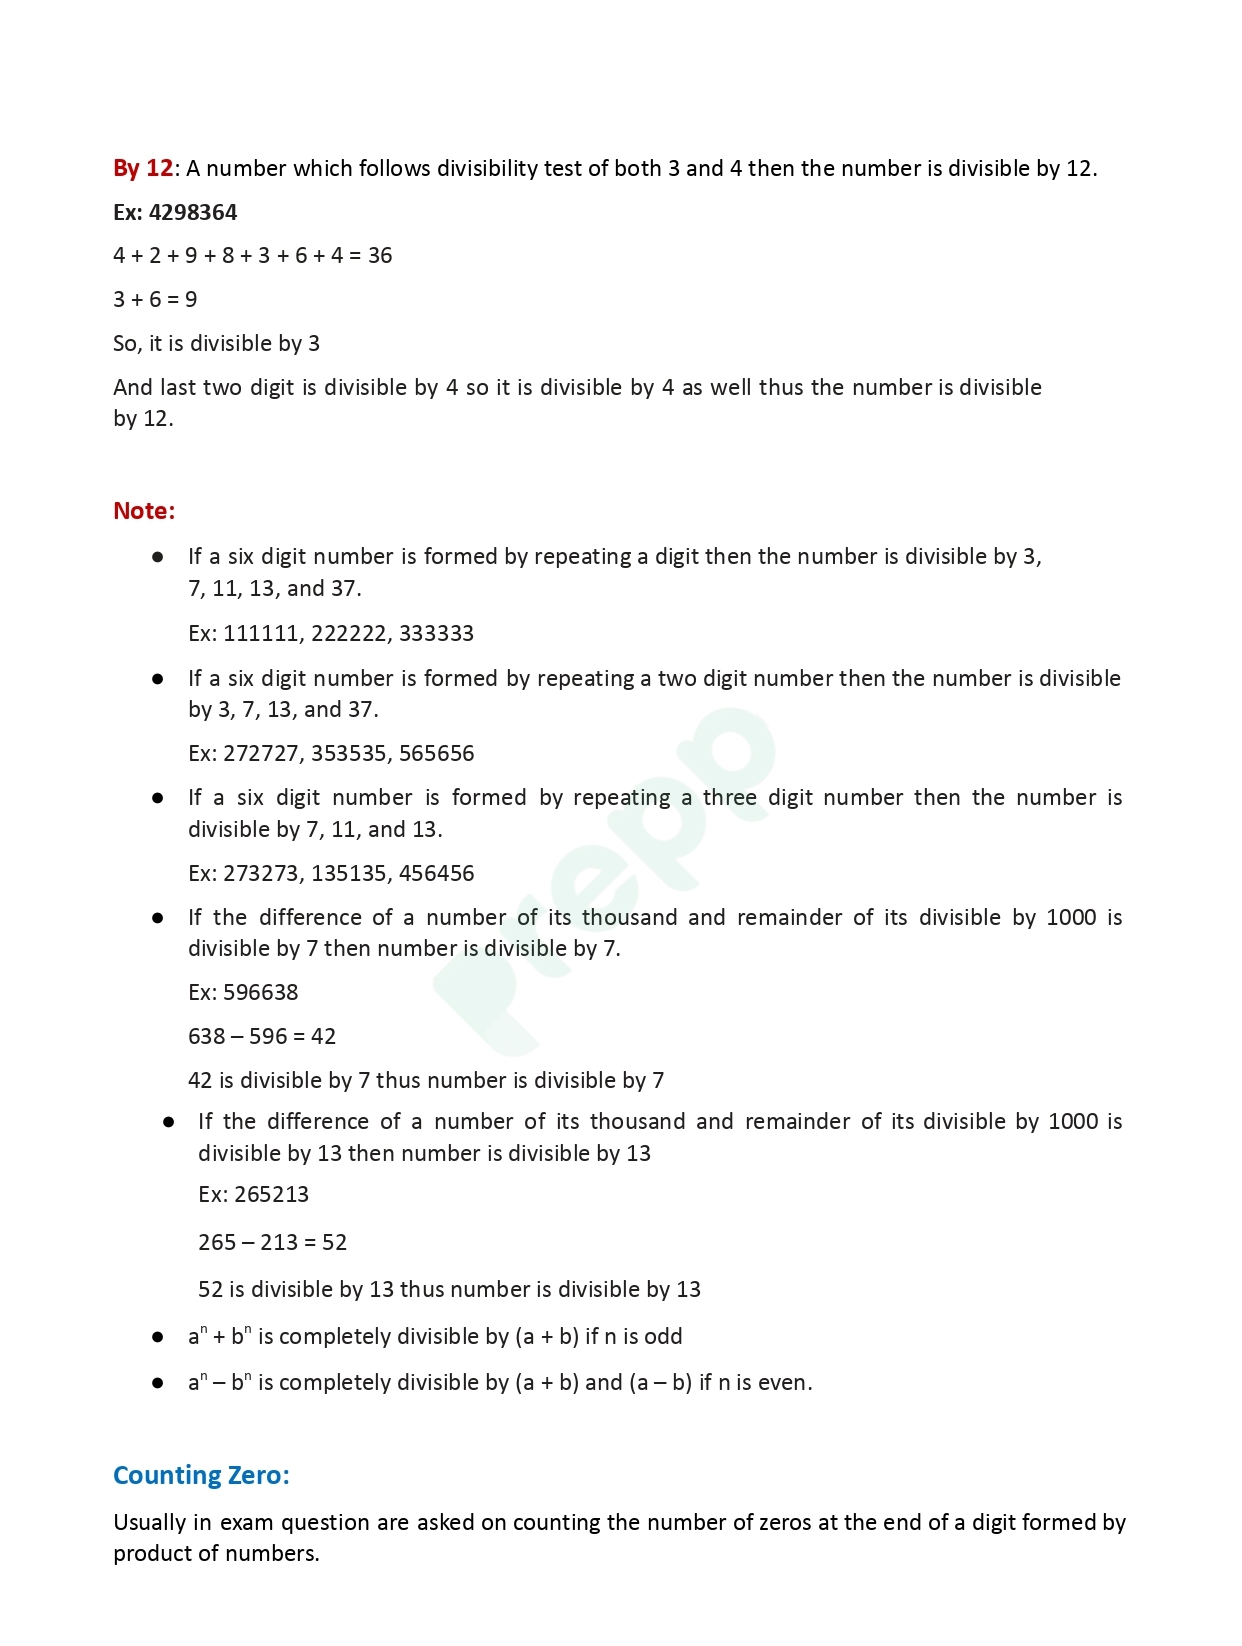 By 12: A number which follows divisibility test of both 3 and 4 then the number is divisible by 12.
Ex: 4298364
4 + 2 + 9 + 8 + 3 + 6 + 4 = 36
3 + 6 = 9
So, it is divisible by 3
And last two digit is divisible by 4 so it is divisible by 4 as well thus the number is divisible
by 12.
Note:
● If a six digit number is formed by repeating a digit then the number is divisible by 3,
7, 11, 13, and 37.
Ex: 111111, 222222, 333333
● If a six digit number is formed by repeating a two digit number then the number is divisible
by 3, 7, 13, and 37.
Ex: 272727, 353535, 565656
● If a six digit number is formed by repeating a three digit number then the number is
divisible by 7, 11, and 13.
Ex: 273273, 135135, 456456
● If the difference of a number of its thousand and remainder of its divisible by 1000 is
divisible by 7 then number is divisible by 7.
Ex: 596638
638 – 596 = 42
42 is divisible by 7 thus number is divisible by 7
● If the difference of a number of its thousand and remainder of its divisible by 1000 is
divisible by 13 then number is divisible by 13
Ex: 265213
265 – 213 = 52
52 is divisible by 13 thus number is divisible by 13
● aⁿ + bⁿ is completely divisible by (a + b) if n is odd
● aⁿ – bⁿ is completely divisible by (a + b) and (a – b) if n is even.
Counting Zero:
Usually in exam question are asked on counting the number of zeros at the end of a digit formed by
product of numbers.
Prepp